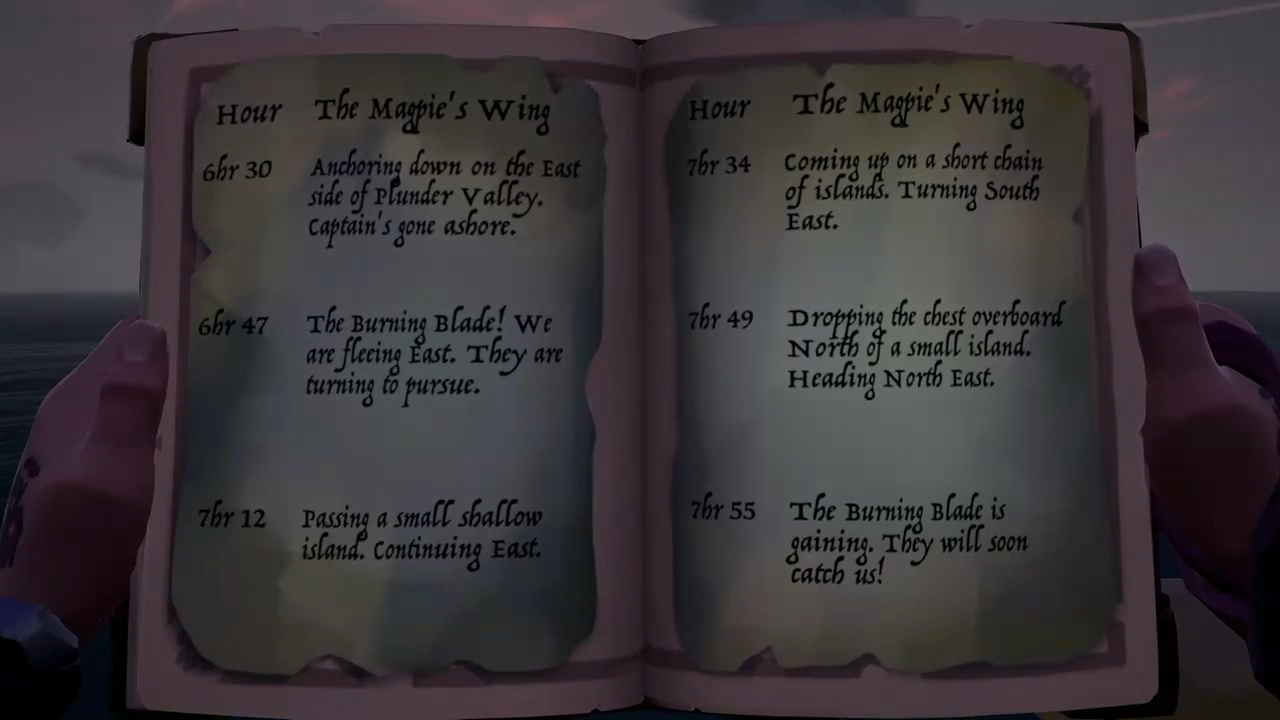 Hour The Magpie's Wing
6hr 30 Anchoring down on the East
side of Plunder Valley.
Captain's gone ashore.
6hr 47 The Burning Blade! We
are fleeing East. They are
turning to pursue.
7hr 12 Passing a small shallow
island. Continuing East.
Hour The Magpie's Wing
7hr 34 Coming up on a short chain
of islands. Turning South
East.
7hr 49 Dropping the chest overboard
North of a small island.
Heading North East.
7hr 55 The Burning Blade is
gaining. They will soon
catch us!